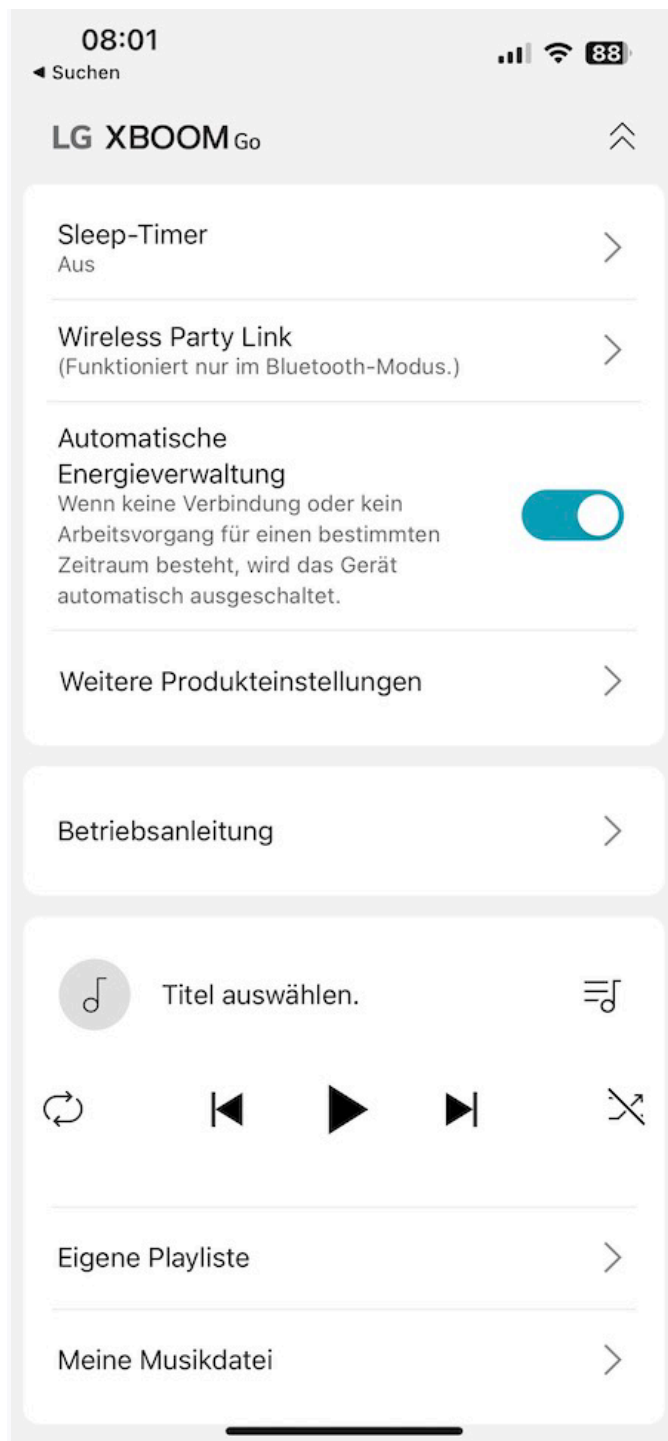 08:01
88
◀ Suchen
LG XBOOM Go
Sleep-Timer
Aus
Wireless Party Link
(Funktioniert nur im Bluetooth-Modus.)
Automatische
Energieverwaltung
Wenn keine Verbindung oder kein
Arbeitsvorgang für einen bestimmten
Zeitraum besteht, wird das Gerät
automatisch ausgeschaltet.
Weitere Produkteinstellungen
Betriebsanleitung
Titel auswählen.
Eigene Playliste
Meine Musikdatei